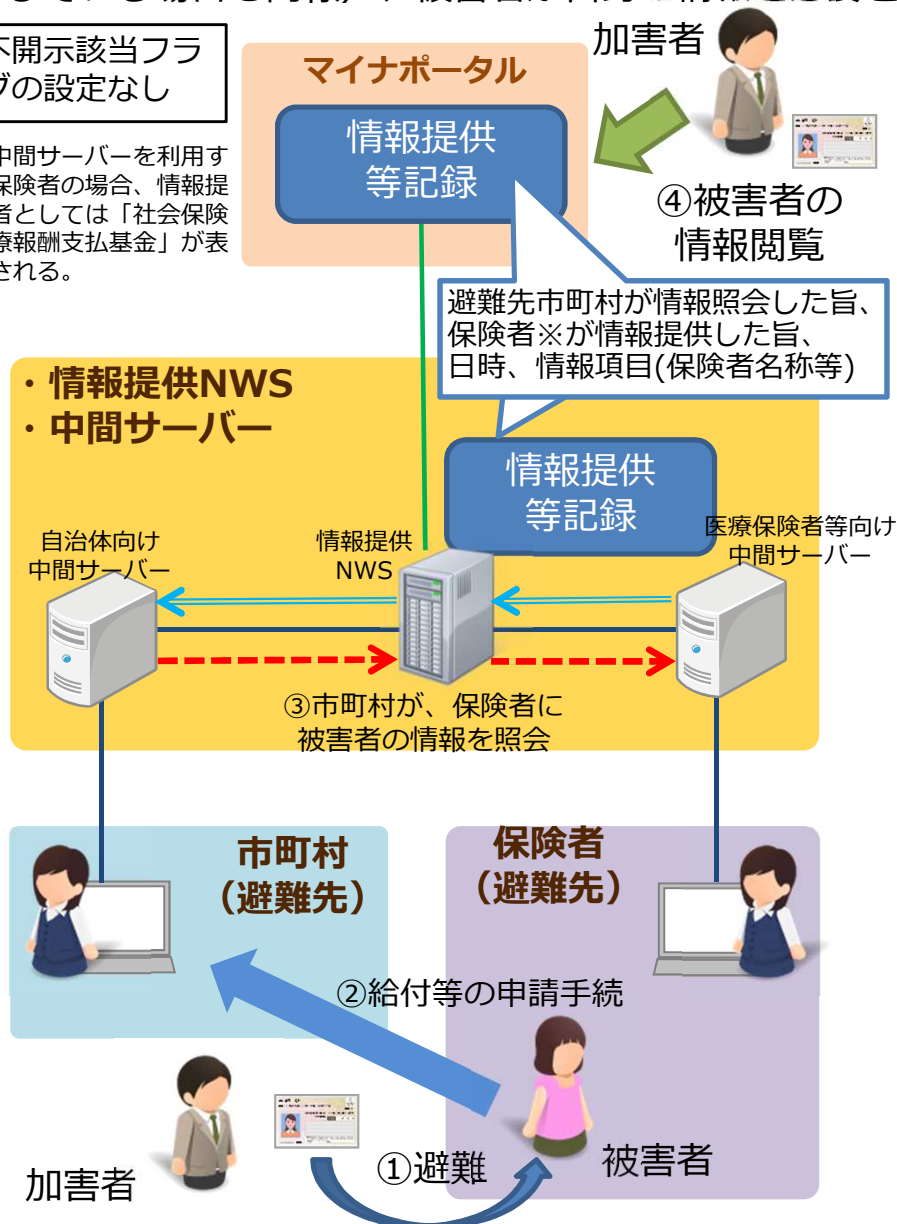 加害者
不開示該当フラ
グの設定なし
マイナポータル
情報提供
等記録
中間サーバーを利用す
保険者の場合、情報提
者としては「社会保険
療報酬支払基金」が表
される。
④被害者の
情報閲覧
避難先市町村が情報照会した旨、
保険者※が情報提供した旨、
日時、情報項目(保険者名称等)
・情報提供NWS
・中間サーバー
情報提供
等記録
自治体向け
中間サーバー
情報提供
NWS
医療保険者等向け
中間サーバー
③市町村が、保険者に
被害者の情報を照会
市町村
（避難先）
保険者
（避難先）
②給付等の申請手続
加害者
①避難
被害者